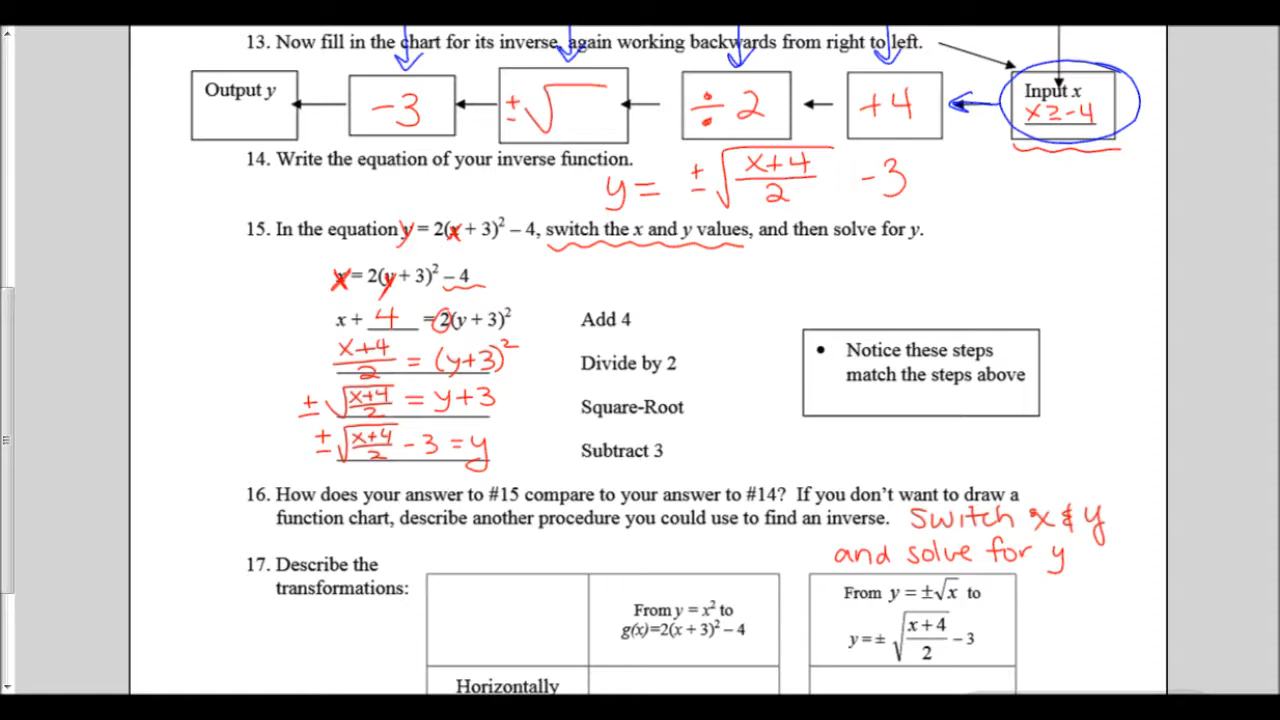 13. Now fill in the chart for its inverse, again working backwards from right to left.
Output y
−3
±√
÷ 2
+4
Input x
x ≥ -4
14. Write the equation of your inverse function.
y = ±√((x+4)/2) −3
15. In the equation y = 2(x + 3)² – 4, switch the x and y values, and then solve for y.
x = 2(y + 3)² – 4
x + 4 = 2(y + 3)² Add 4
(x+4)/2 = (y+3)² Divide by 2
±√((x+4)/2) = y+3 Square-Root
±√((x+4)/2) − 3 = y Subtract 3
• Notice these steps
match the steps above
16. How does your answer to #15 compare to your answer to #14? If you don’t want to draw a
function chart, describe another procedure you could use to find an inverse. Switch x & y
and solve for y
17. Describe the
transformations:
From y = x² to
g(x)=2(x + 3)² – 4
From y = ±√x to
y = ± √((x + 4)/2) − 3
Horizontally